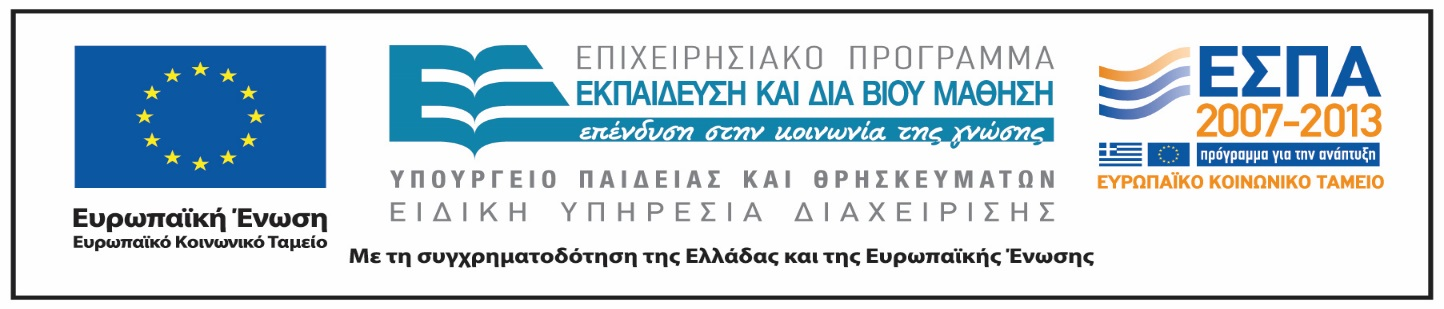 Ευρωπαϊκή Ένωση
Ευρωπαϊκό Κοινωνικό Ταμείο
ΕΠΙΧΕΙΡΗΣΙΑΚΟ ΠΡΟΓΡΑΜΜΑ
ΕΚΠΑΙΔΕΥΣΗ ΚΑΙ ΔΙΑ ΒΙΟΥ ΜΑΘΗΣΗ
επένδυση στην κοινωνία της γνώσης
ΥΠΟΥΡΓΕΙΟ ΠΑΙΔΕΙΑΣ ΚΑΙ ΘΡΗΣΚΕΥΜΑΤΩΝ
ΕΙΔΙΚΗ ΥΠΗΡΕΣΙΑ ΔΙΑΧΕΙΡΙΣΗΣ
ΕΣΠΑ
2007-2013
πρόγραμμα για την ανάπτυξη
ΕΥΡΩΠΑΪΚΟ ΚΟΙΝΩΝΙΚΟ ΤΑΜΕΙΟ
Με τη συγχρηματοδότηση της Ελλάδας και της Ευρωπαϊκής Ένωσης